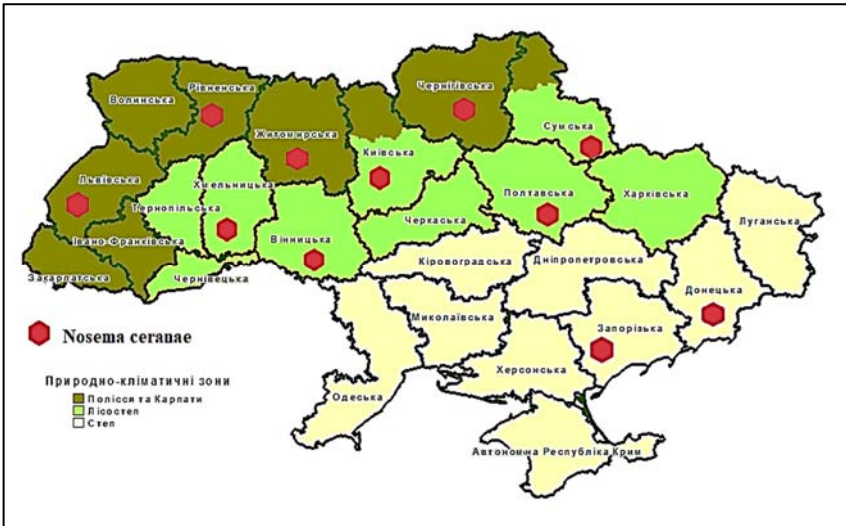 Волинська
Рівненська
Житомирська
Чернігівська
Сумська
Київська
Львівська
Хмельницька
Тернопільська
Полтавська
Харківська
Луганська
Черкаська
Івано-Франківська
Вінницька
Закарпатська
Чернівецька
Кіровоградська
Дніпропетровська
Донецька
Миколаївська
Запорізька
Nosema ceranae
Херсонська
Одеська
Природно-кліматичні зони
Полісся та Карпати
Лісостеп
Степ
Автономна Республіка Крим